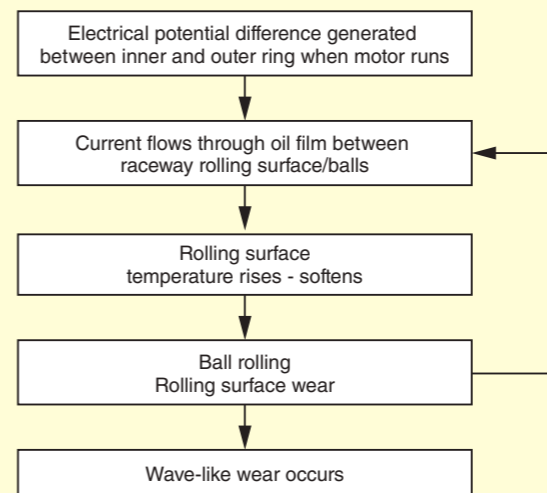 Electrical potential difference generated
between inner and outer ring when motor runs
Current flows through oil film between
raceway rolling surface/balls
Rolling surface
temperature rises - softens
Ball rolling
Rolling surface wear
Wave-like wear occurs